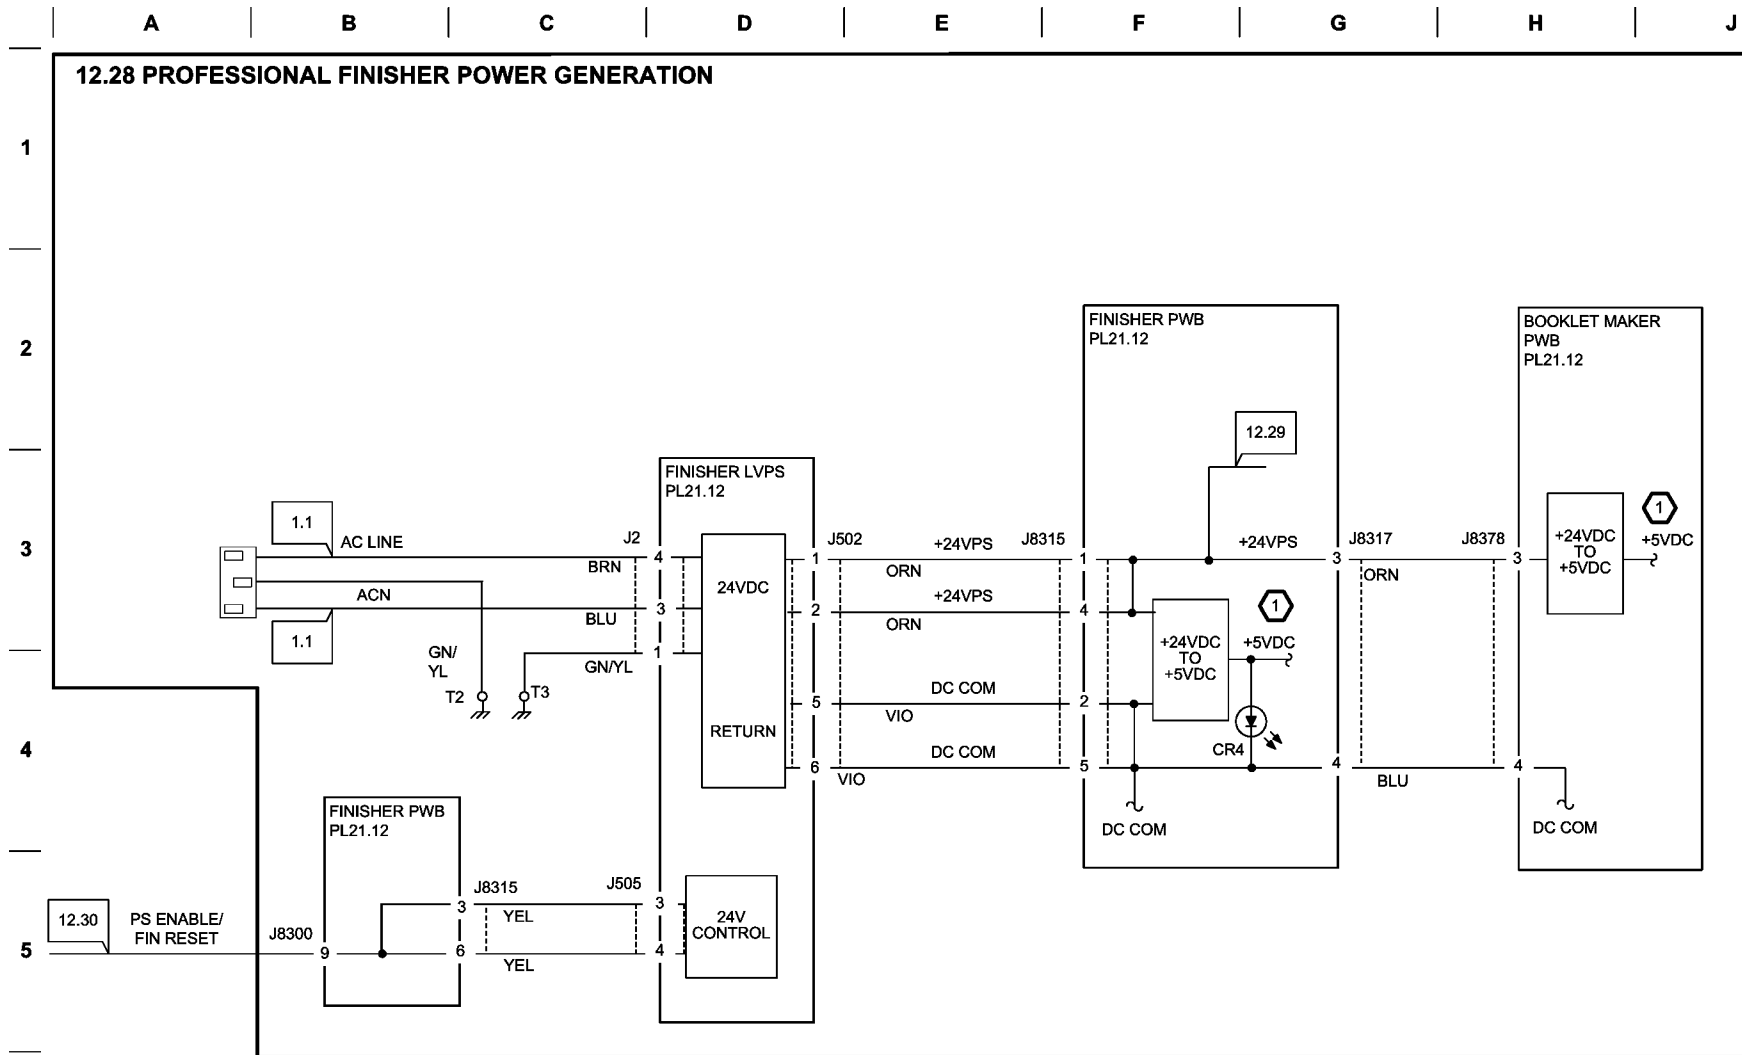 A B C D E F G H J
12.28 PROFESSIONAL FINISHER POWER GENERATION
1
2
3
4
5
FINISHER PWB
PL21.12
12.29
+24VPS
+24VDC
TO
+5VDC
1
+5VDC
CR4
DC COM
BOOKLET MAKER
PWB
PL21.12
+24VDC
TO
+5VDC
1
+5VDC
DC COM
FINISHER LVPS
PL21.12
24VDC
RETURN
24V
CONTROL
1.1
AC LINE
J2
4
BRN
ACN
3
BLU
1.1
GN/
YL
T2
T3
GN/YL
1
J502
1
+24VPS
J8315
1
ORN
2
+24VPS
4
ORN
5
DC COM
2
VIO
6
DC COM
5
VIO
3
J8317
J8378
3
ORN
4
BLU
4
FINISHER PWB
PL21.12
12.30
PS ENABLE/
FIN RESET
J8300
9
J8315
J505
3
YEL
3
6
YEL
4